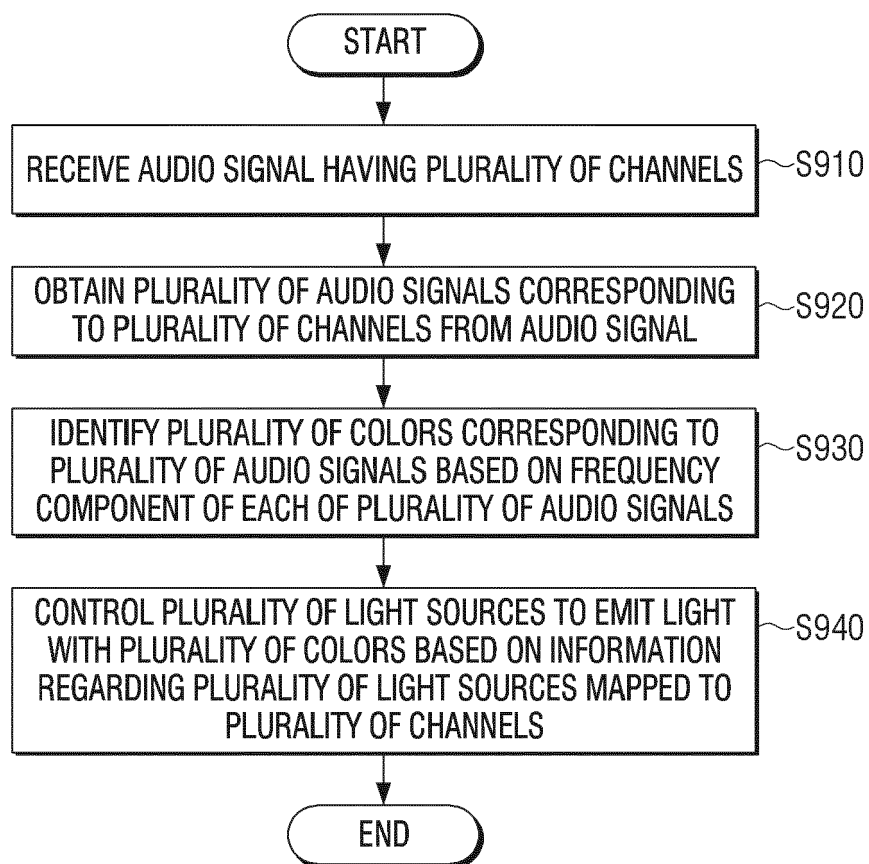 START
RECEIVE AUDIO SIGNAL HAVING PLURALITY OF CHANNELS
S910
OBTAIN PLURALITY OF AUDIO SIGNALS CORRESPONDING
TO PLURALITY OF CHANNELS FROM AUDIO SIGNAL
S920
IDENTIFY PLURALITY OF COLORS CORRESPONDING TO
PLURALITY OF AUDIO SIGNALS BASED ON FREQUENCY
COMPONENT OF EACH OF PLURALITY OF AUDIO SIGNALS
S930
CONTROL PLURALITY OF LIGHT SOURCES TO EMIT LIGHT
WITH PLURALITY OF COLORS BASED ON INFORMATION
REGARDING PLURALITY OF LIGHT SOURCES MAPPED TO
PLURALITY OF CHANNELS
S940
END